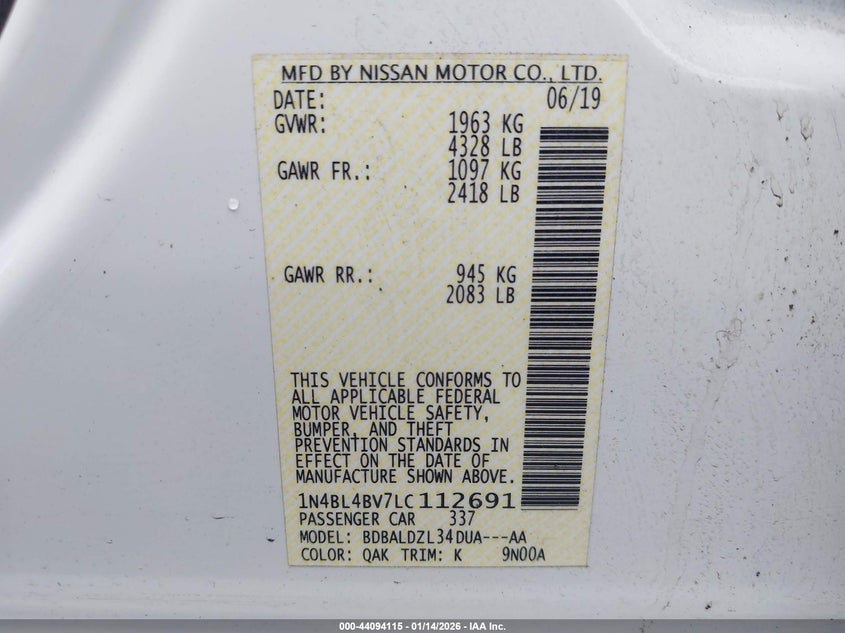 MFD BY NISSAN MOTOR CO., LTD.
DATE: 06/19
GVWR: 1963 KG
4328 LB
GAWR FR.: 1097 KG
2418 LB
GAWR RR.: 945 KG
2083 LB
THIS VEHICLE CONFORMS TO
ALL APPLICABLE FEDERAL
MOTOR VEHICLE SAFETY,
BUMPER, AND THEFT
PREVENTION STANDARDS IN
EFFECT ON THE DATE OF
MANUFACTURE SHOWN ABOVE.
1N4BL4BV7LC112691
PASSENGER CAR 337
MODEL: BDBALDZL34DUA---AA
COLOR: QAK TRIM: K 9N00A
000-44094115 - 01/14/2026 - IAA Inc.